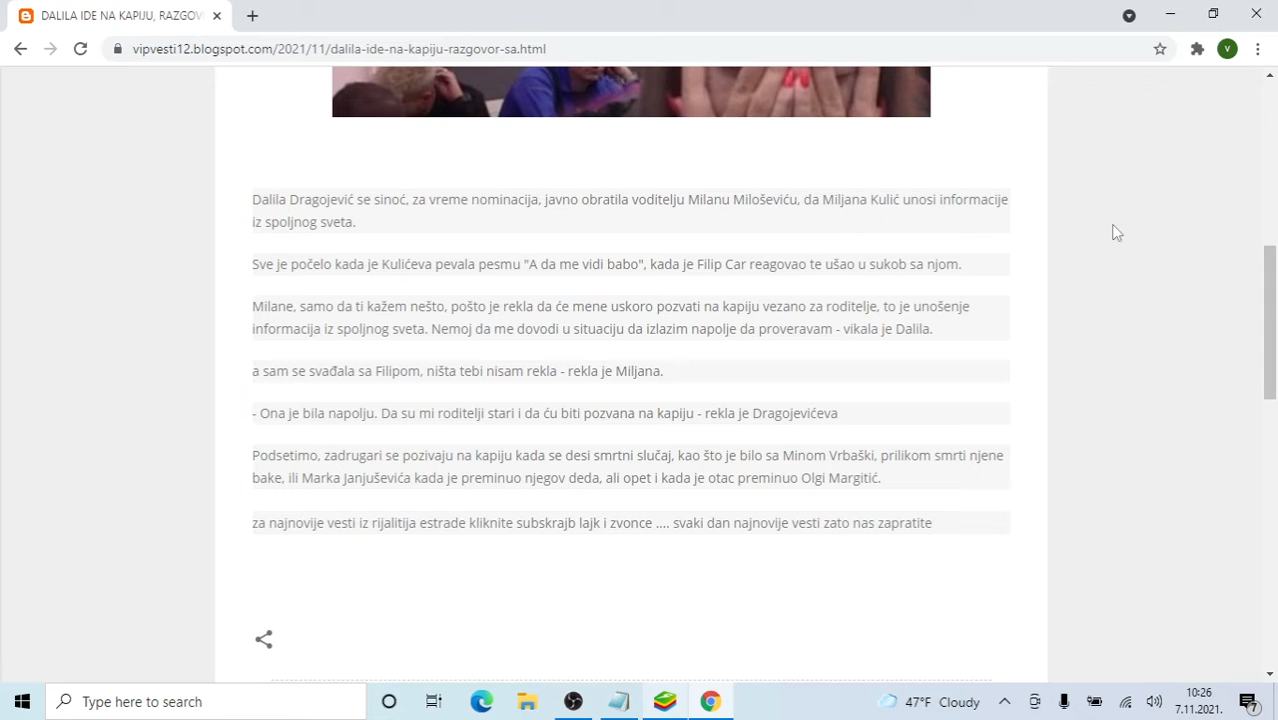 DALILA IDE NA KAPIJU, RAZGOV
vipvesti12.blogspot.com/2021/11/dalila-ide-na-kapiju-razgovor-sa.html
V
Dalila Dragojević se sinoć, za vreme nominacija, javno obratila voditelju Milanu Miloševiću, da Miljana Kulić unosi informacije
iz spoljnog sveta.
Sve je počelo kada je Kulićeva pevala pesmu "A da me vidi babo", kada je Filip Car reagovao te ušao u sukob sa njom.
Milane, samo da ti kažem nešto, pošto je rekla da će mene uskoro pozvati na kapiju vezano za roditelje, to je unošenje
informacija iz spoljnog sveta. Nemoj da me dovodi u situaciju da izlazim napolje da proveravam - vikala je Dalila.
a sam se svađala sa Filipom, ništa tebi nisam rekla - rekla je Miljana.
- Ona je bila napolju. Da su mi roditelji stari i da ću biti pozvana na kapiju - rekla je Dragojevićeva
Podsetimo, zadrugari se pozivaju na kapiju kada se desi smrtni slučaj, kao što je bilo sa Minom Vrbaški, prilikom smrti njene
bake, ili Marka Janjuševića kada je preminuo njegov deda, ali opet i kada je otac preminuo Olgi Margitić.
za najnovije vesti iz rijalitija estrade kliknite subskrajb lajk i zvonce .... svaki dan najnovije vesti zato nas zapratite
Type here to search
47°F Cloudy
10:26
7.11.2021.
7